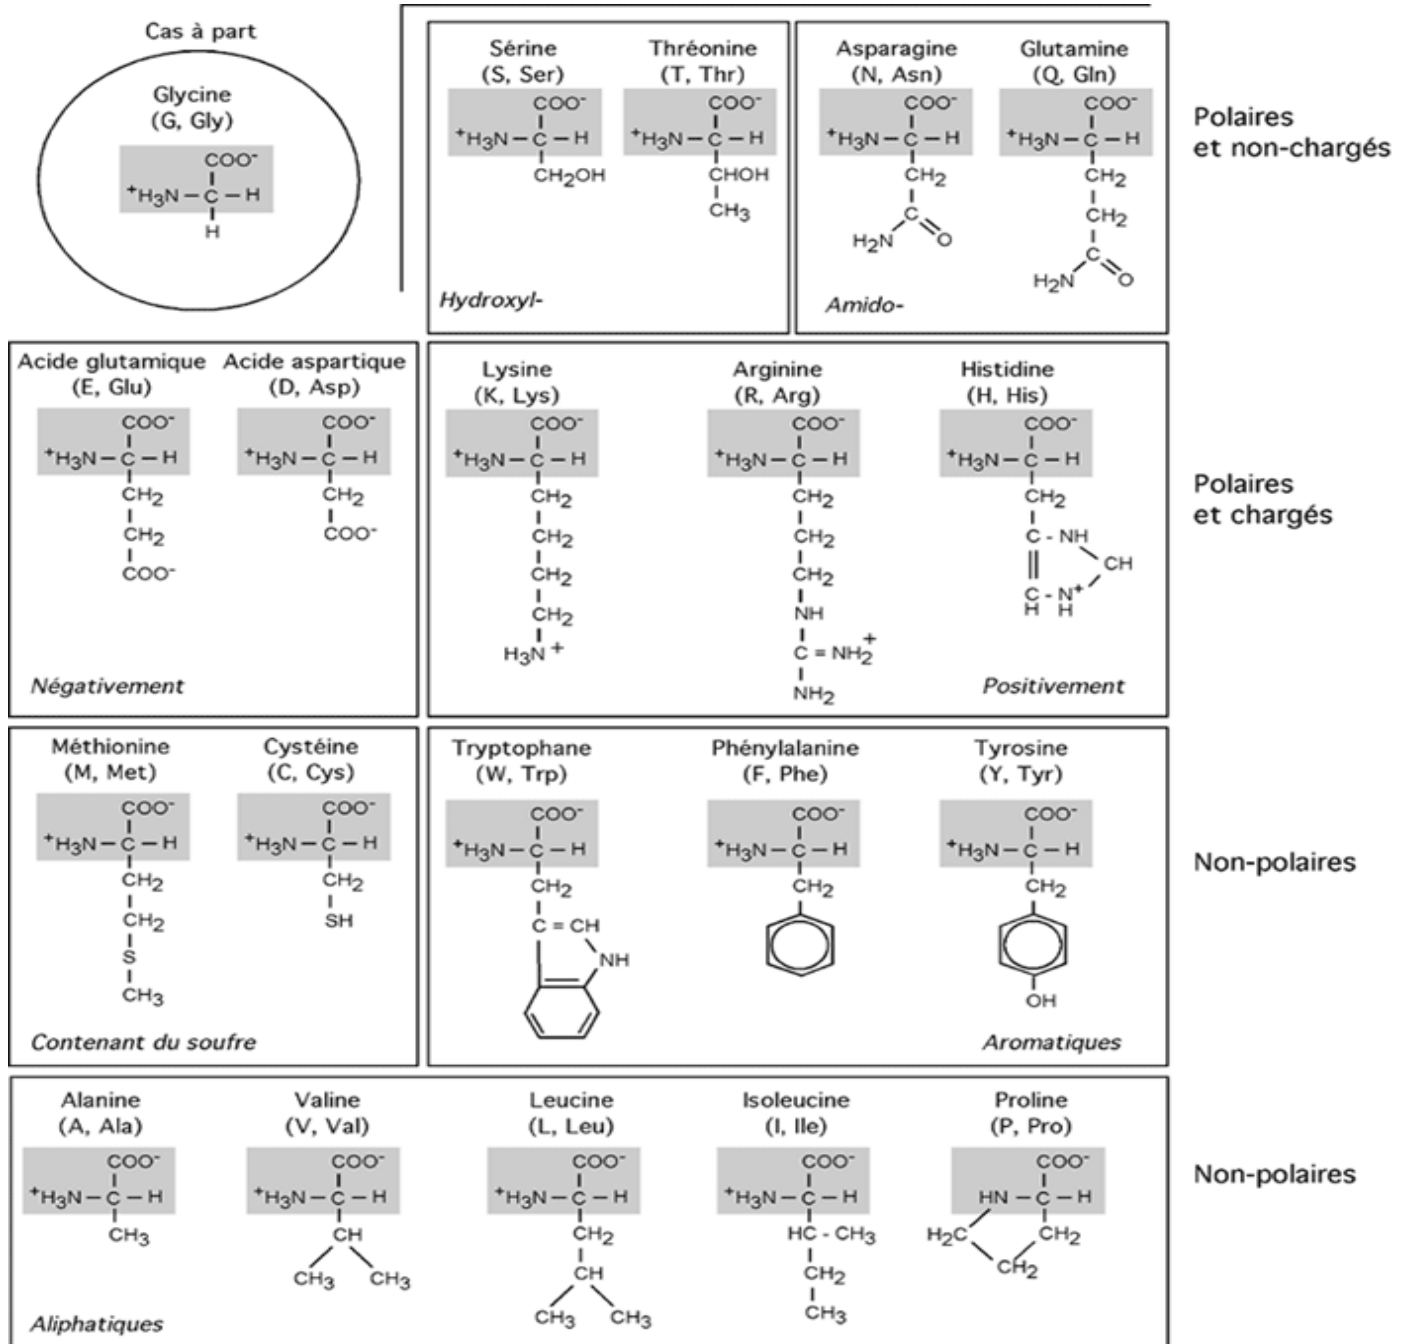 Cas à part
Glycine
(G, Gly)
COO⁻
⁺H₃N – C – H
H
Sérine
(S, Ser)
COO⁻
⁺H₃N – C – H
CH₂OH
Thréonine
(T, Thr)
COO⁻
⁺H₃N – C – H
CHOH
CH₃
Hydroxyl-
Asparagine
(N, Asn)
COO⁻
⁺H₃N – C – H
CH₂
C
H₂N O
Glutamine
(Q, Gln)
COO⁻
⁺H₃N – C – H
CH₂
CH₂
C
H₂N O
Amido-
Polaires
et non-chargés
Acide glutamique
(E, Glu)
COO⁻
⁺H₃N – C – H
CH₂
CH₂
COO⁻
Acide aspartique
(D, Asp)
COO⁻
⁺H₃N – C – H
CH₂
COO⁻
Négativement
Lysine
(K, Lys)
COO⁻
⁺H₃N – C – H
CH₂
CH₂
CH₂
CH₂
H₃N⁺
Arginine
(R, Arg)
COO⁻
⁺H₃N – C – H
CH₂
CH₂
CH₂
NH
C = NH₂⁺
NH₂
Histidine
(H, His)
COO⁻
⁺H₃N – C – H
CH₂
C - NH
CH
C - N⁺
H H
Positivement
Polaires
et chargés
Méthionine
(M, Met)
COO⁻
⁺H₃N – C – H
CH₂
CH₂
S
CH₃
Cystéine
(C, Cys)
COO⁻
⁺H₃N – C – H
CH₂
SH
Contenant du soufre
Tryptophane
(W, Trp)
COO⁻
⁺H₃N – C – H
CH₂
C = CH
NH
Phénylalanine
(F, Phe)
COO⁻
⁺H₃N – C – H
CH₂
Tyrosine
(Y, Tyr)
COO⁻
⁺H₃N – C – H
CH₂
OH
Aromatiques
Non-polaires
Alanine
(A, Ala)
COO⁻
⁺H₃N – C – H
CH₃
Valine
(V, Val)
COO⁻
⁺H₃N – C – H
CH
CH₃ CH₃
Leucine
(L, Leu)
COO⁻
⁺H₃N – C – H
CH₂
CH
CH₃ CH₃
Isoleucine
(I, Ile)
COO⁻
⁺H₃N – C – H
HC - CH₃
CH₂
CH₃
Proline
(P, Pro)
COO⁻
HN – C – H
H₂C CH₂
CH₂
Aliphatiques
Non-polaires